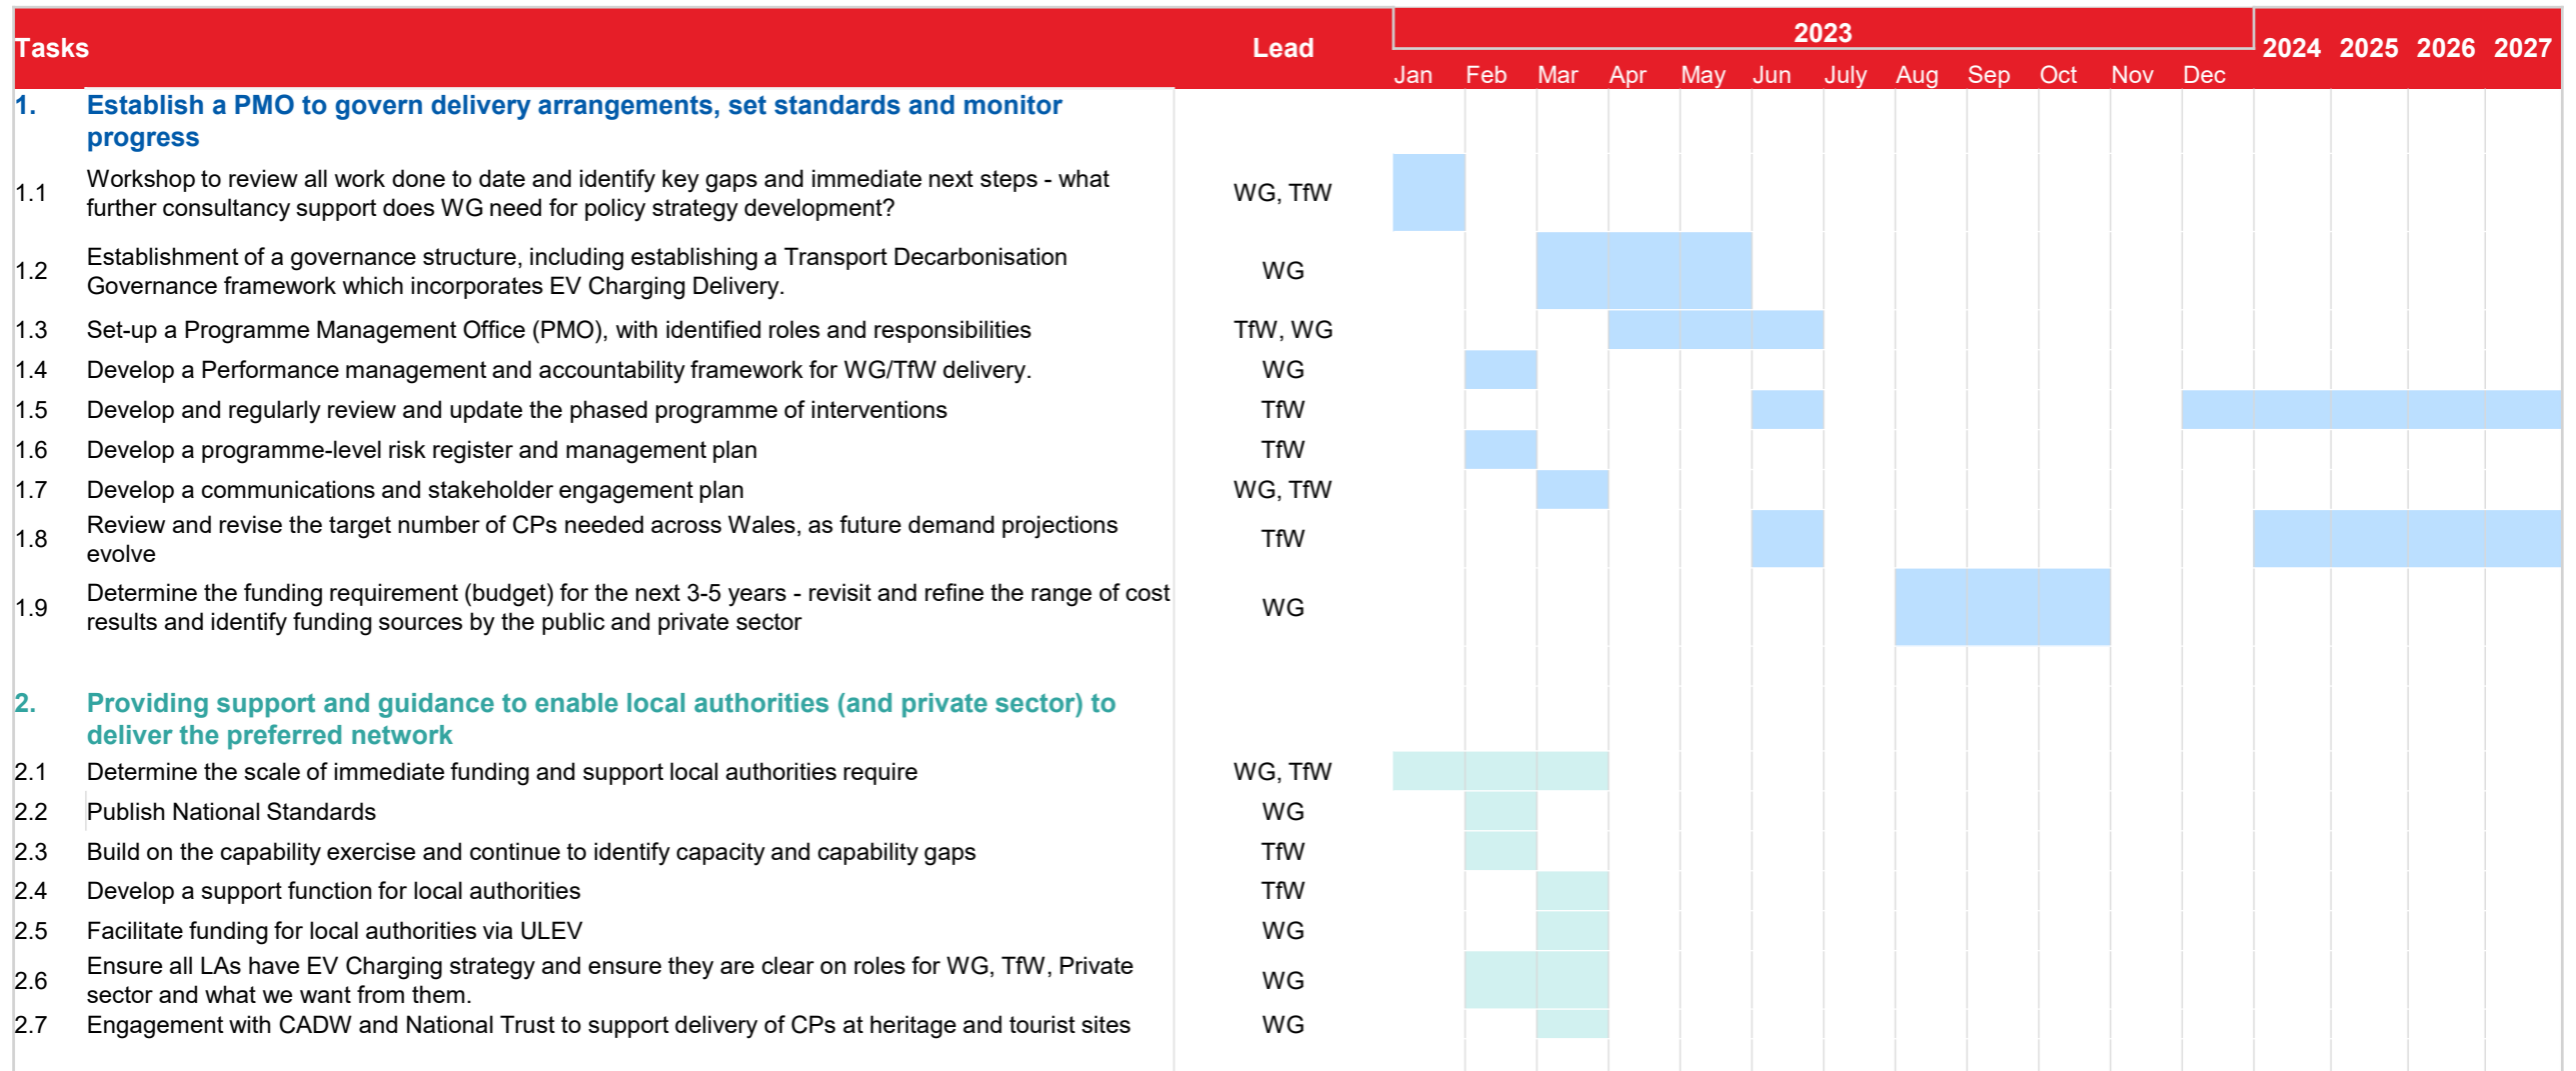 Tasks Lead 2023 2024 2025 2026 2027
Jan Feb Mar Apr May Jun July Aug Sep Oct Nov Dec
1. Establish a PMO to govern delivery arrangements, set standards and monitor
progress
1.1 Workshop to review all work done to date and identify key gaps and immediate next steps - what
further consultancy support does WG need for policy strategy development?
WG, TfW
1.2 Establishment of a governance structure, including establishing a Transport Decarbonisation
Governance framework which incorporates EV Charging Delivery.
WG
1.3 Set-up a Programme Management Office (PMO), with identified roles and responsibilities TfW, WG
1.4 Develop a Performance management and accountability framework for WG/TfW delivery. WG
1.5 Develop and regularly review and update the phased programme of interventions TfW
1.6 Develop a programme-level risk register and management plan TfW
1.7 Develop a communications and stakeholder engagement plan WG, TfW
1.8 Review and revise the target number of CPs needed across Wales, as future demand projections
evolve
TfW
1.9 Determine the funding requirement (budget) for the next 3-5 years - revisit and refine the range of cost
results and identify funding sources by the public and private sector
WG
2. Providing support and guidance to enable local authorities (and private sector) to
deliver the preferred network
2.1 Determine the scale of immediate funding and support local authorities require WG, TfW
2.2 Publish National Standards WG
2.3 Build on the capability exercise and continue to identify capacity and capability gaps TfW
2.4 Develop a support function for local authorities TfW
2.5 Facilitate funding for local authorities via ULEV WG
2.6 Ensure all LAs have EV Charging strategy and ensure they are clear on roles for WG, TfW, Private
sector and what we want from them.
WG
2.7 Engagement with CADW and National Trust to support delivery of CPs at heritage and tourist sites WG